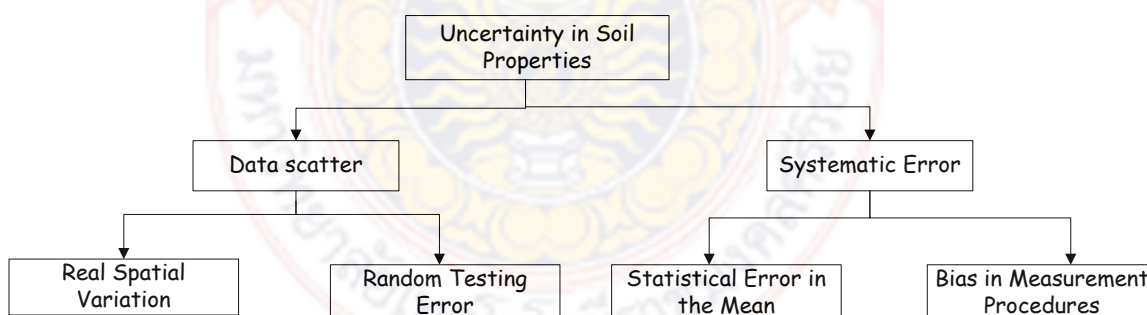 Uncertainty in Soil
Properties
Data scatter
Systematic Error
Real Spatial
Variation
Random Testing
Error
Statistical Error in
the Mean
Bias in Measurement
Procedures